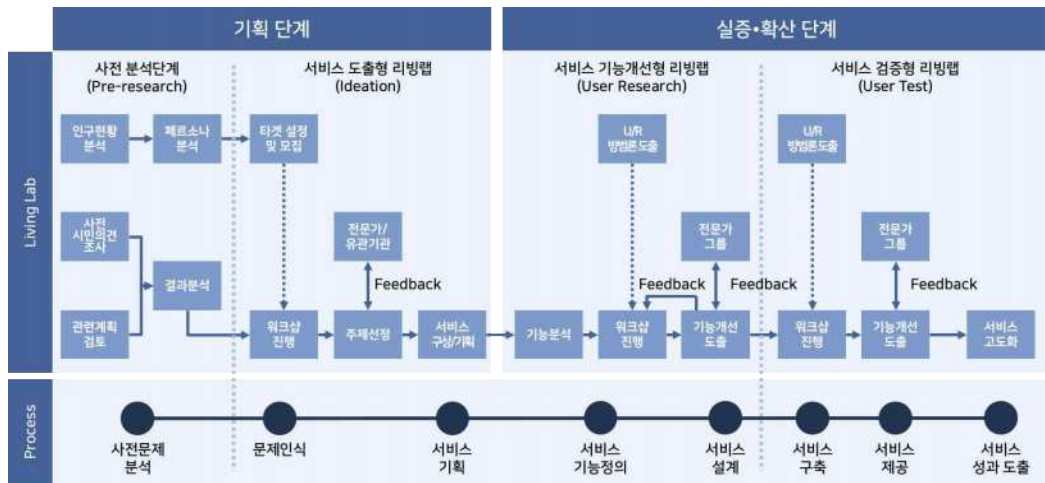 기획 단계
실증•확산 단계
Living Lab
사전 분석단계
(Pre-research)
서비스 도출형 리빙랩
(Ideation)
서비스 기능개선형 리빙랩
(User Research)
서비스 검증형 리빙랩
(User Test)
인구현황
분석
페르소나
분석
타겟 설정
및 모집
U/R
방법론도출
U/R
방법론도출
사전
시민의견
조사
전문가/
유관기관
전문가
그룹
전문가
그룹
결과분석
Feedback
Feedback
Feedback
Feedback
관련계획
검토
워크샵
진행
주제선정
서비스
구상/기획
기능분석
워크샵
진행
기능개선
도출
워크샵
진행
기능개선
도출
서비스
고도화
Process
사전문제
분석
문제인식
서비스
기획
서비스
기능정의
서비스
설계
서비스
구축
서비스
제공
서비스
성과 도출